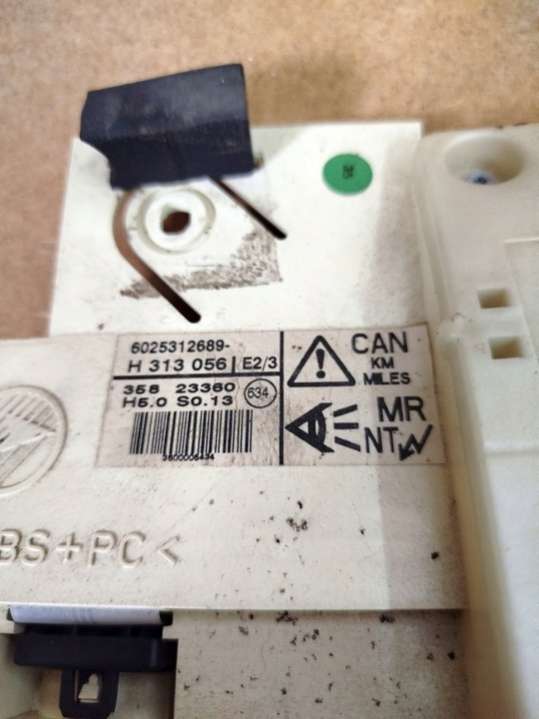 6025312689-
H 313 056 E2/3
358 23360
H5.0 S0.13
634
CAN
KM
MILES
MR
NT
BS+PC<